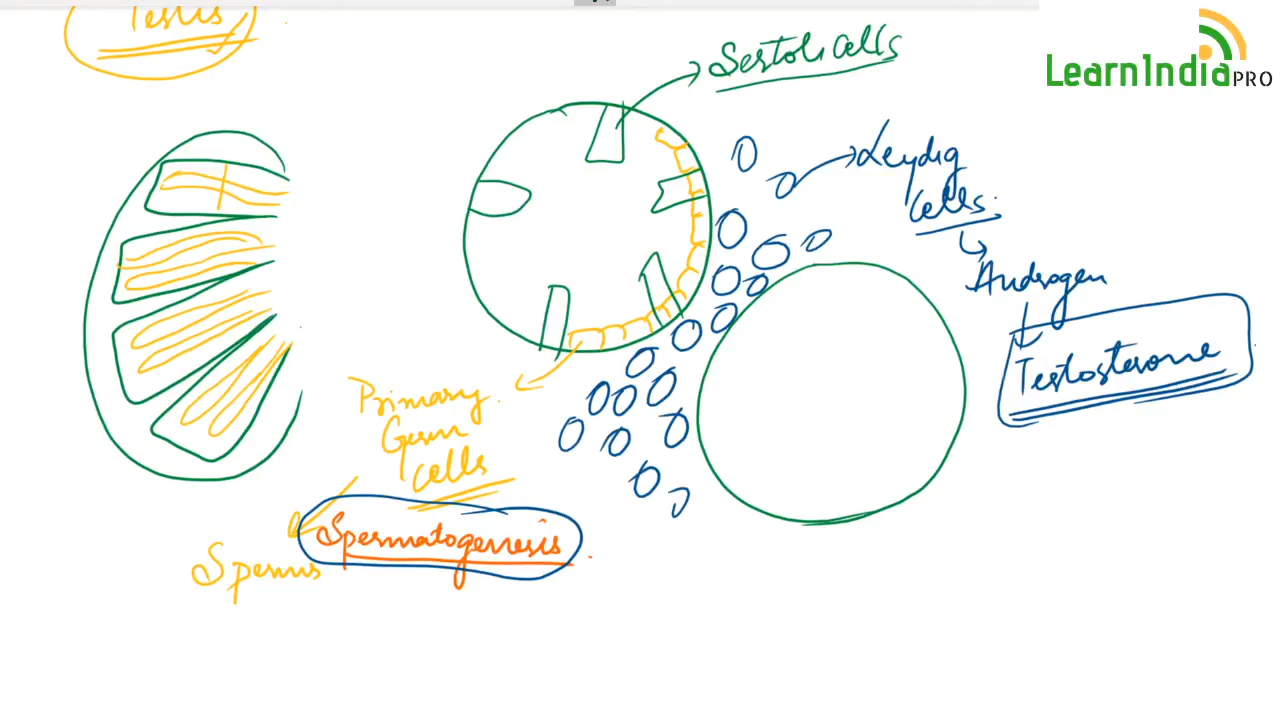 Testis
Sertoli Cells
LearnIndia PRO
Leydig
Cells
Androgen
Testosterone
Primary
Germ
Cells
Spermatogenesis
Sperms